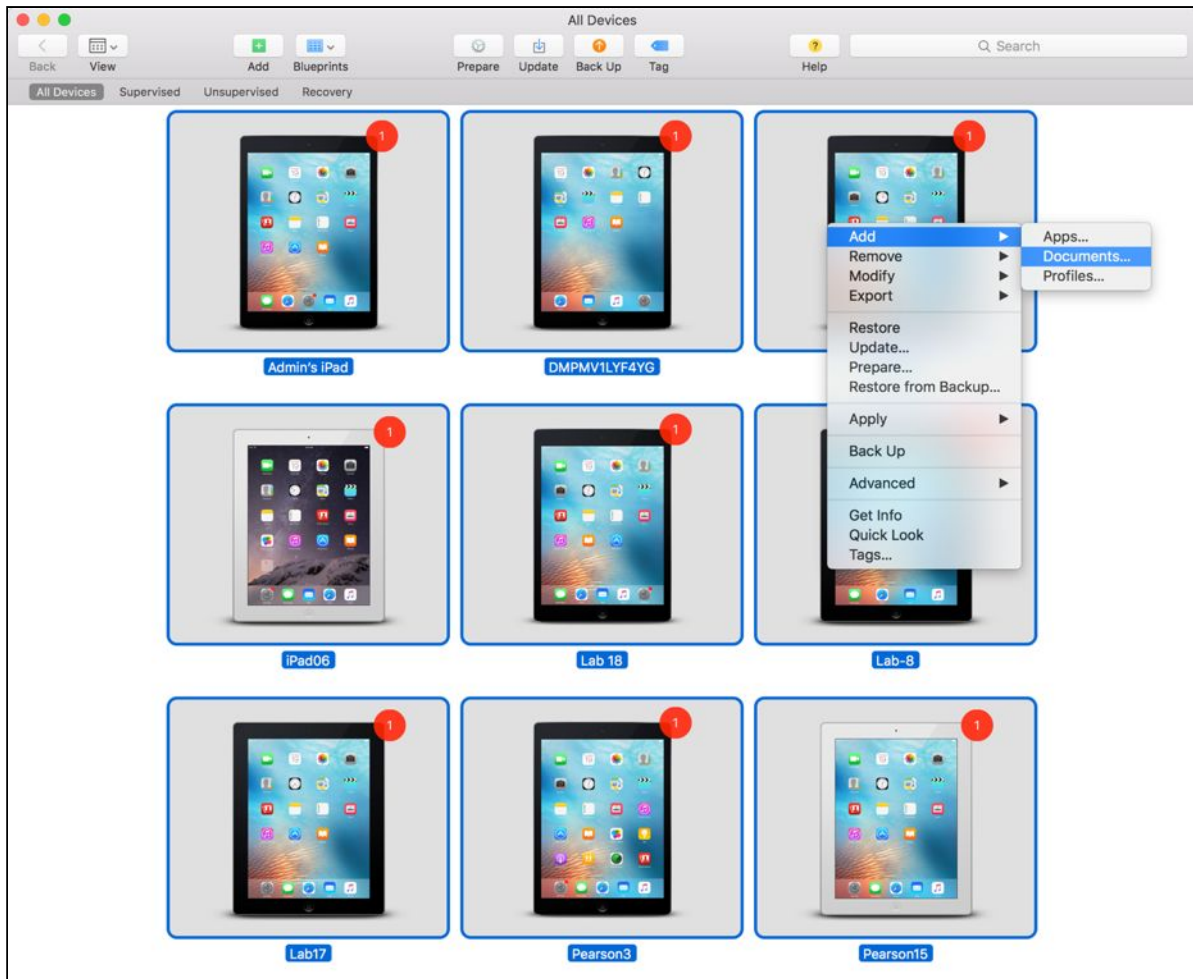 All Devices
Back
View
Add
Blueprints
Prepare
Update
Back Up
Tag
?
Help
Search
All Devices
Supervised
Unsupervised
Recovery
1
1
1
Add
Apps...
Remove
Documents...
Modify
Profiles...
Export
Restore
Update...
Prepare...
Restore from Backup...
Apply
Back Up
Advanced
Get Info
Quick Look
Tags...
Admin's iPad
DMPMV1LYF4YG
1
1
iPad06
Lab 18
Lab-8
1
1
1
Lab17
Pearson3
Pearson15